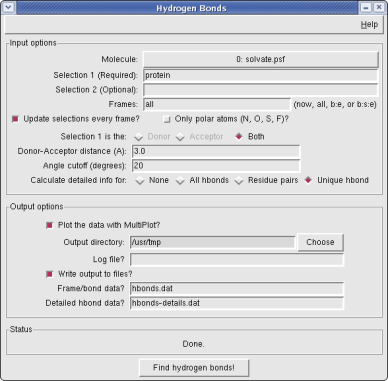 Hydrogen Bonds
Help
Input options
Molecule: 0: solvate.psf
Selection 1 (Required): protein
Selection 2 (Optional):
Frames: all (now, all, b:e, or b:s:e)
Update selections every frame? Only polar atoms (N, O, S, F)?
Selection 1 is the: Donor Acceptor Both
Donor-Acceptor distance (A): 3.0
Angle cutoff (degrees): 20
Calculate detailed info for: None All hbonds Residue pairs Unique hbond
Output options
Plot the data with MultiPlot?
Output directory: /usr/tmp Choose
Log file?
Write output to files?
Frame/bond data? hbonds.dat
Detailed hbond data? hbonds-details.dat
Status
Done.
Find hydrogen bonds!